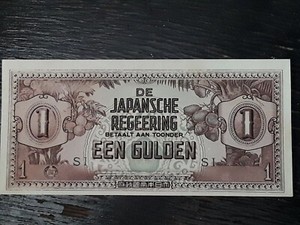 DE
JAPANSCHE
REGEERING
BETAALT AAN TOONDER
1 1
SI SI
EEN GULDEN
1 1